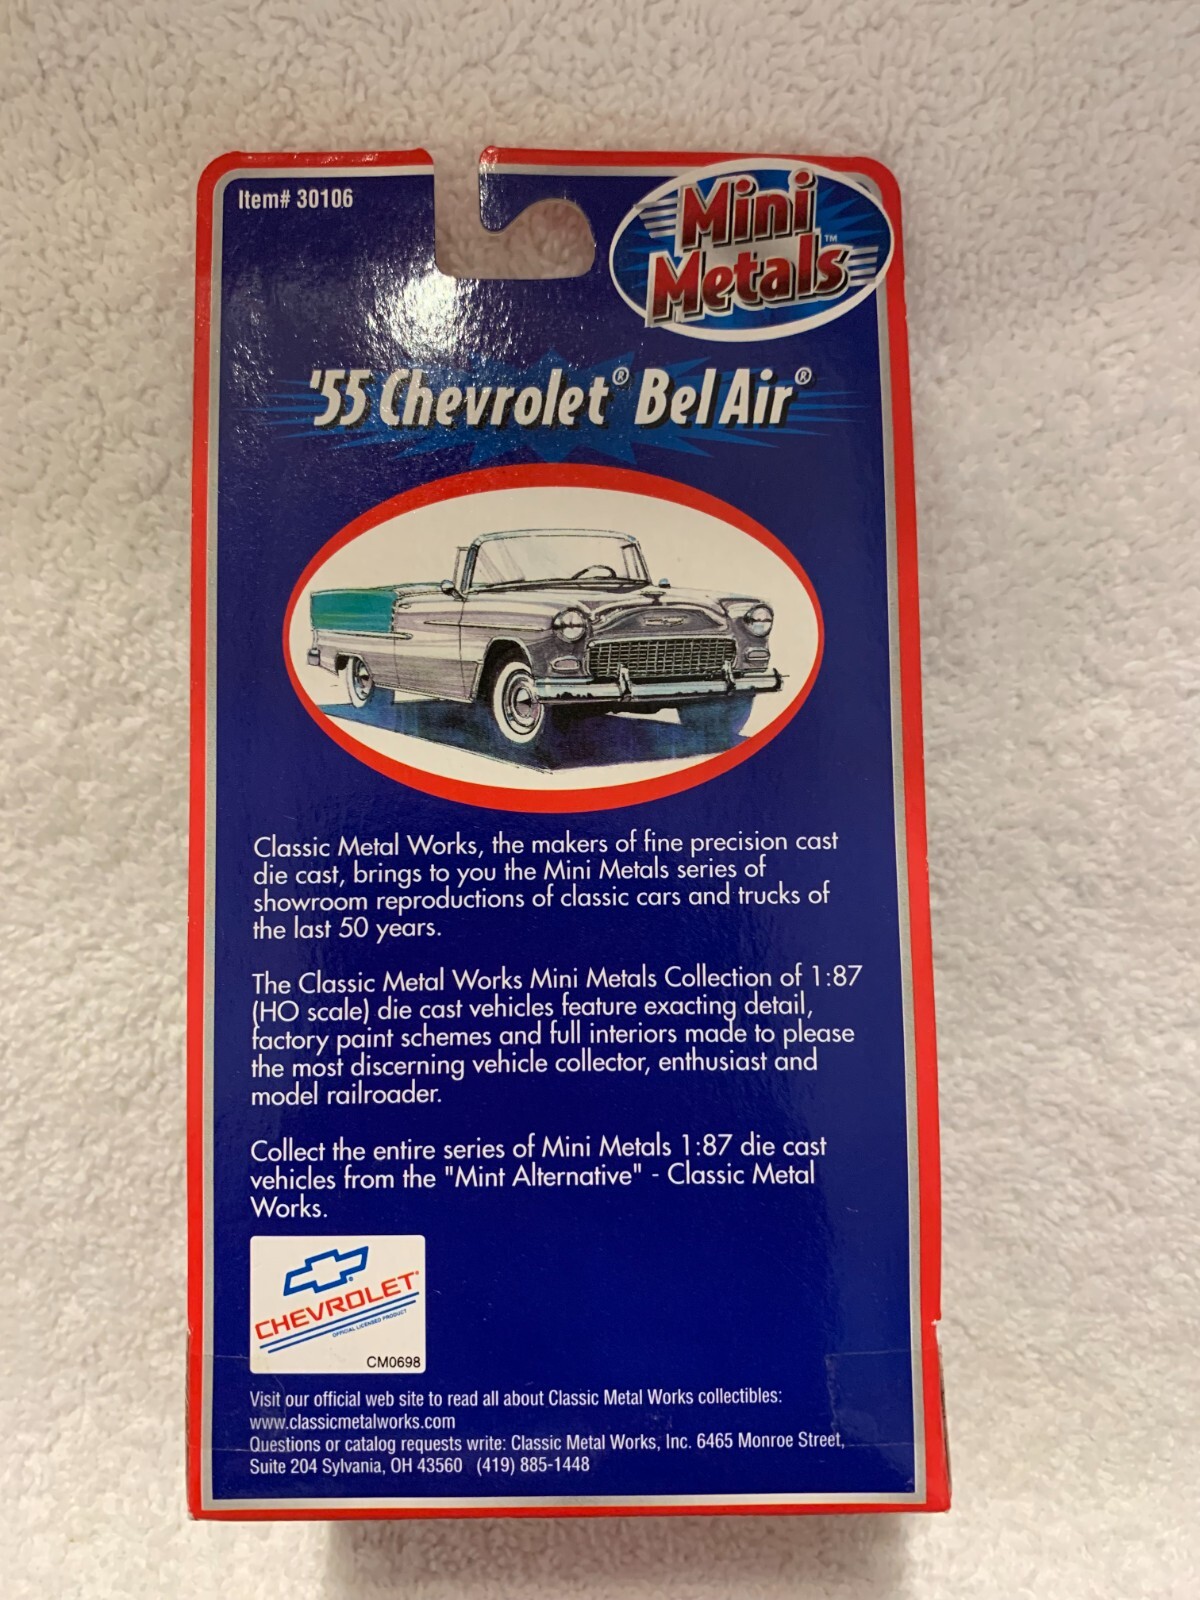 Item# 30106
Mini
Metals™
'55 Chevrolet® Bel Air®
Classic Metal Works, the makers of fine precision cast
die cast, brings to you the Mini Metals series of
showroom reproductions of classic cars and trucks of
the last 50 years.
The Classic Metal Works Mini Metals Collection of 1:87
(HO scale) die cast vehicles feature exacting detail,
factory paint schemes and full interiors made to please
the most discerning vehicle collector, enthusiast and
model railroader.
Collect the entire series of Mini Metals 1:87 die cast
vehicles from the "Mint Alternative" - Classic Metal
Works.
CHEVROLET
OFFICIAL LICENSED PRODUCT
CM0698
Visit our official web site to read all about Classic Metal Works collectibles:
www.classicmetalworks.com
Questions or catalog requests write: Classic Metal Works, Inc. 6465 Monroe Street,
Suite 204 Sylvania, OH 43560 (419) 885-1448